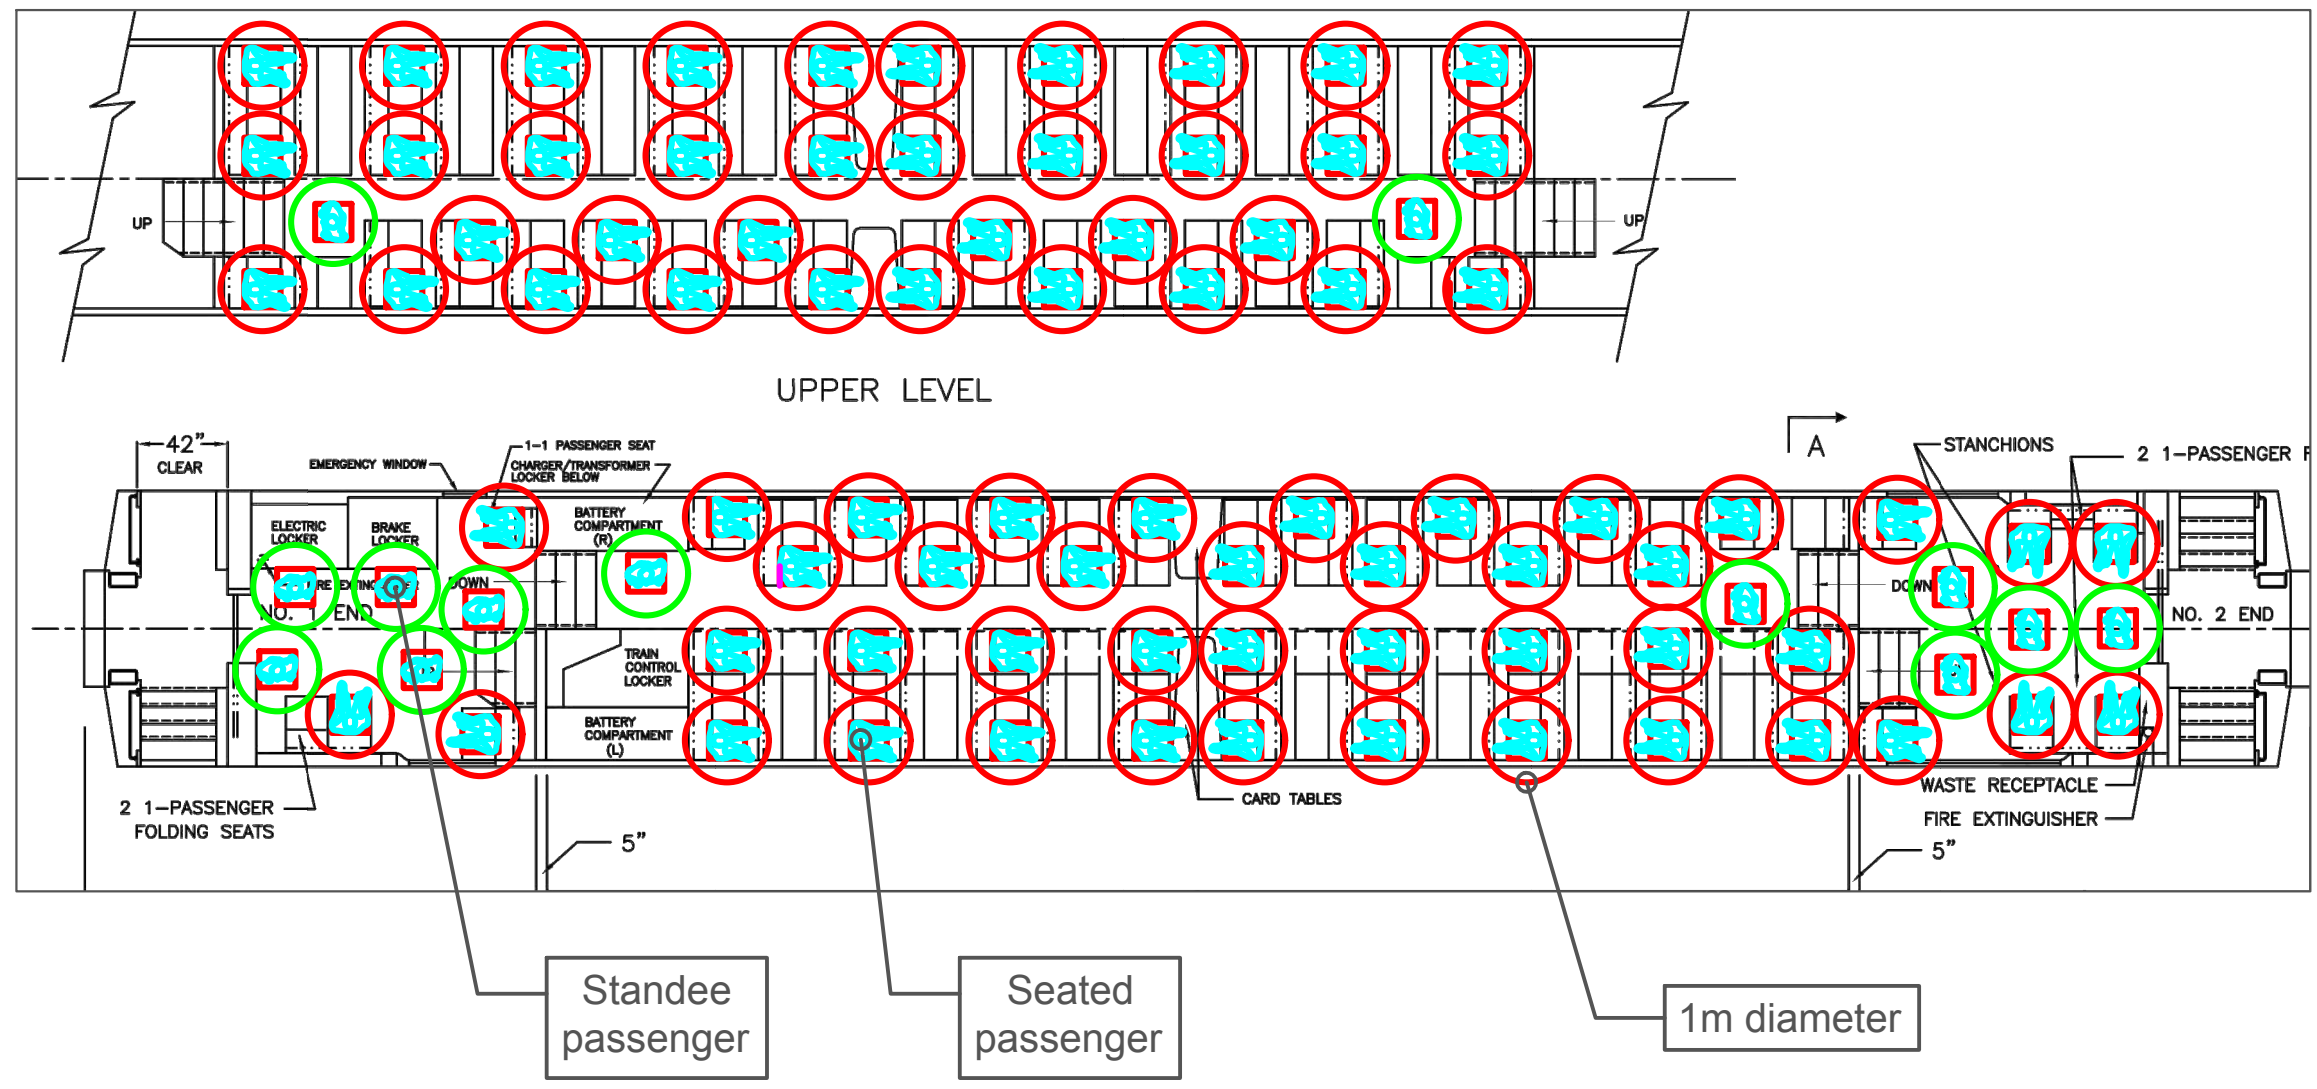 UP
UP
UPPER LEVEL
42”
CLEAR
EMERGENCY WINDOW
1-1 PASSENGER SEAT
CHARGER/TRANSFORMER
LOCKER BELOW
A
STANCHIONS
2 1-PASSENGER F
ELECTRIC
LOCKER
BRAKE
LOCKER
BATTERY
COMPARTMENT
(R)
DOWN
NO. 1 END
DOWN
NO. 2 END
TRAIN
CONTROL
LOCKER
BATTERY
COMPARTMENT
(L)
2 1-PASSENGER
FOLDING SEATS
CARD TABLES
WASTE RECEPTACLE
FIRE EXTINGUISHER
5”
5”
Standee
passenger
Seated
passenger
1m diameter